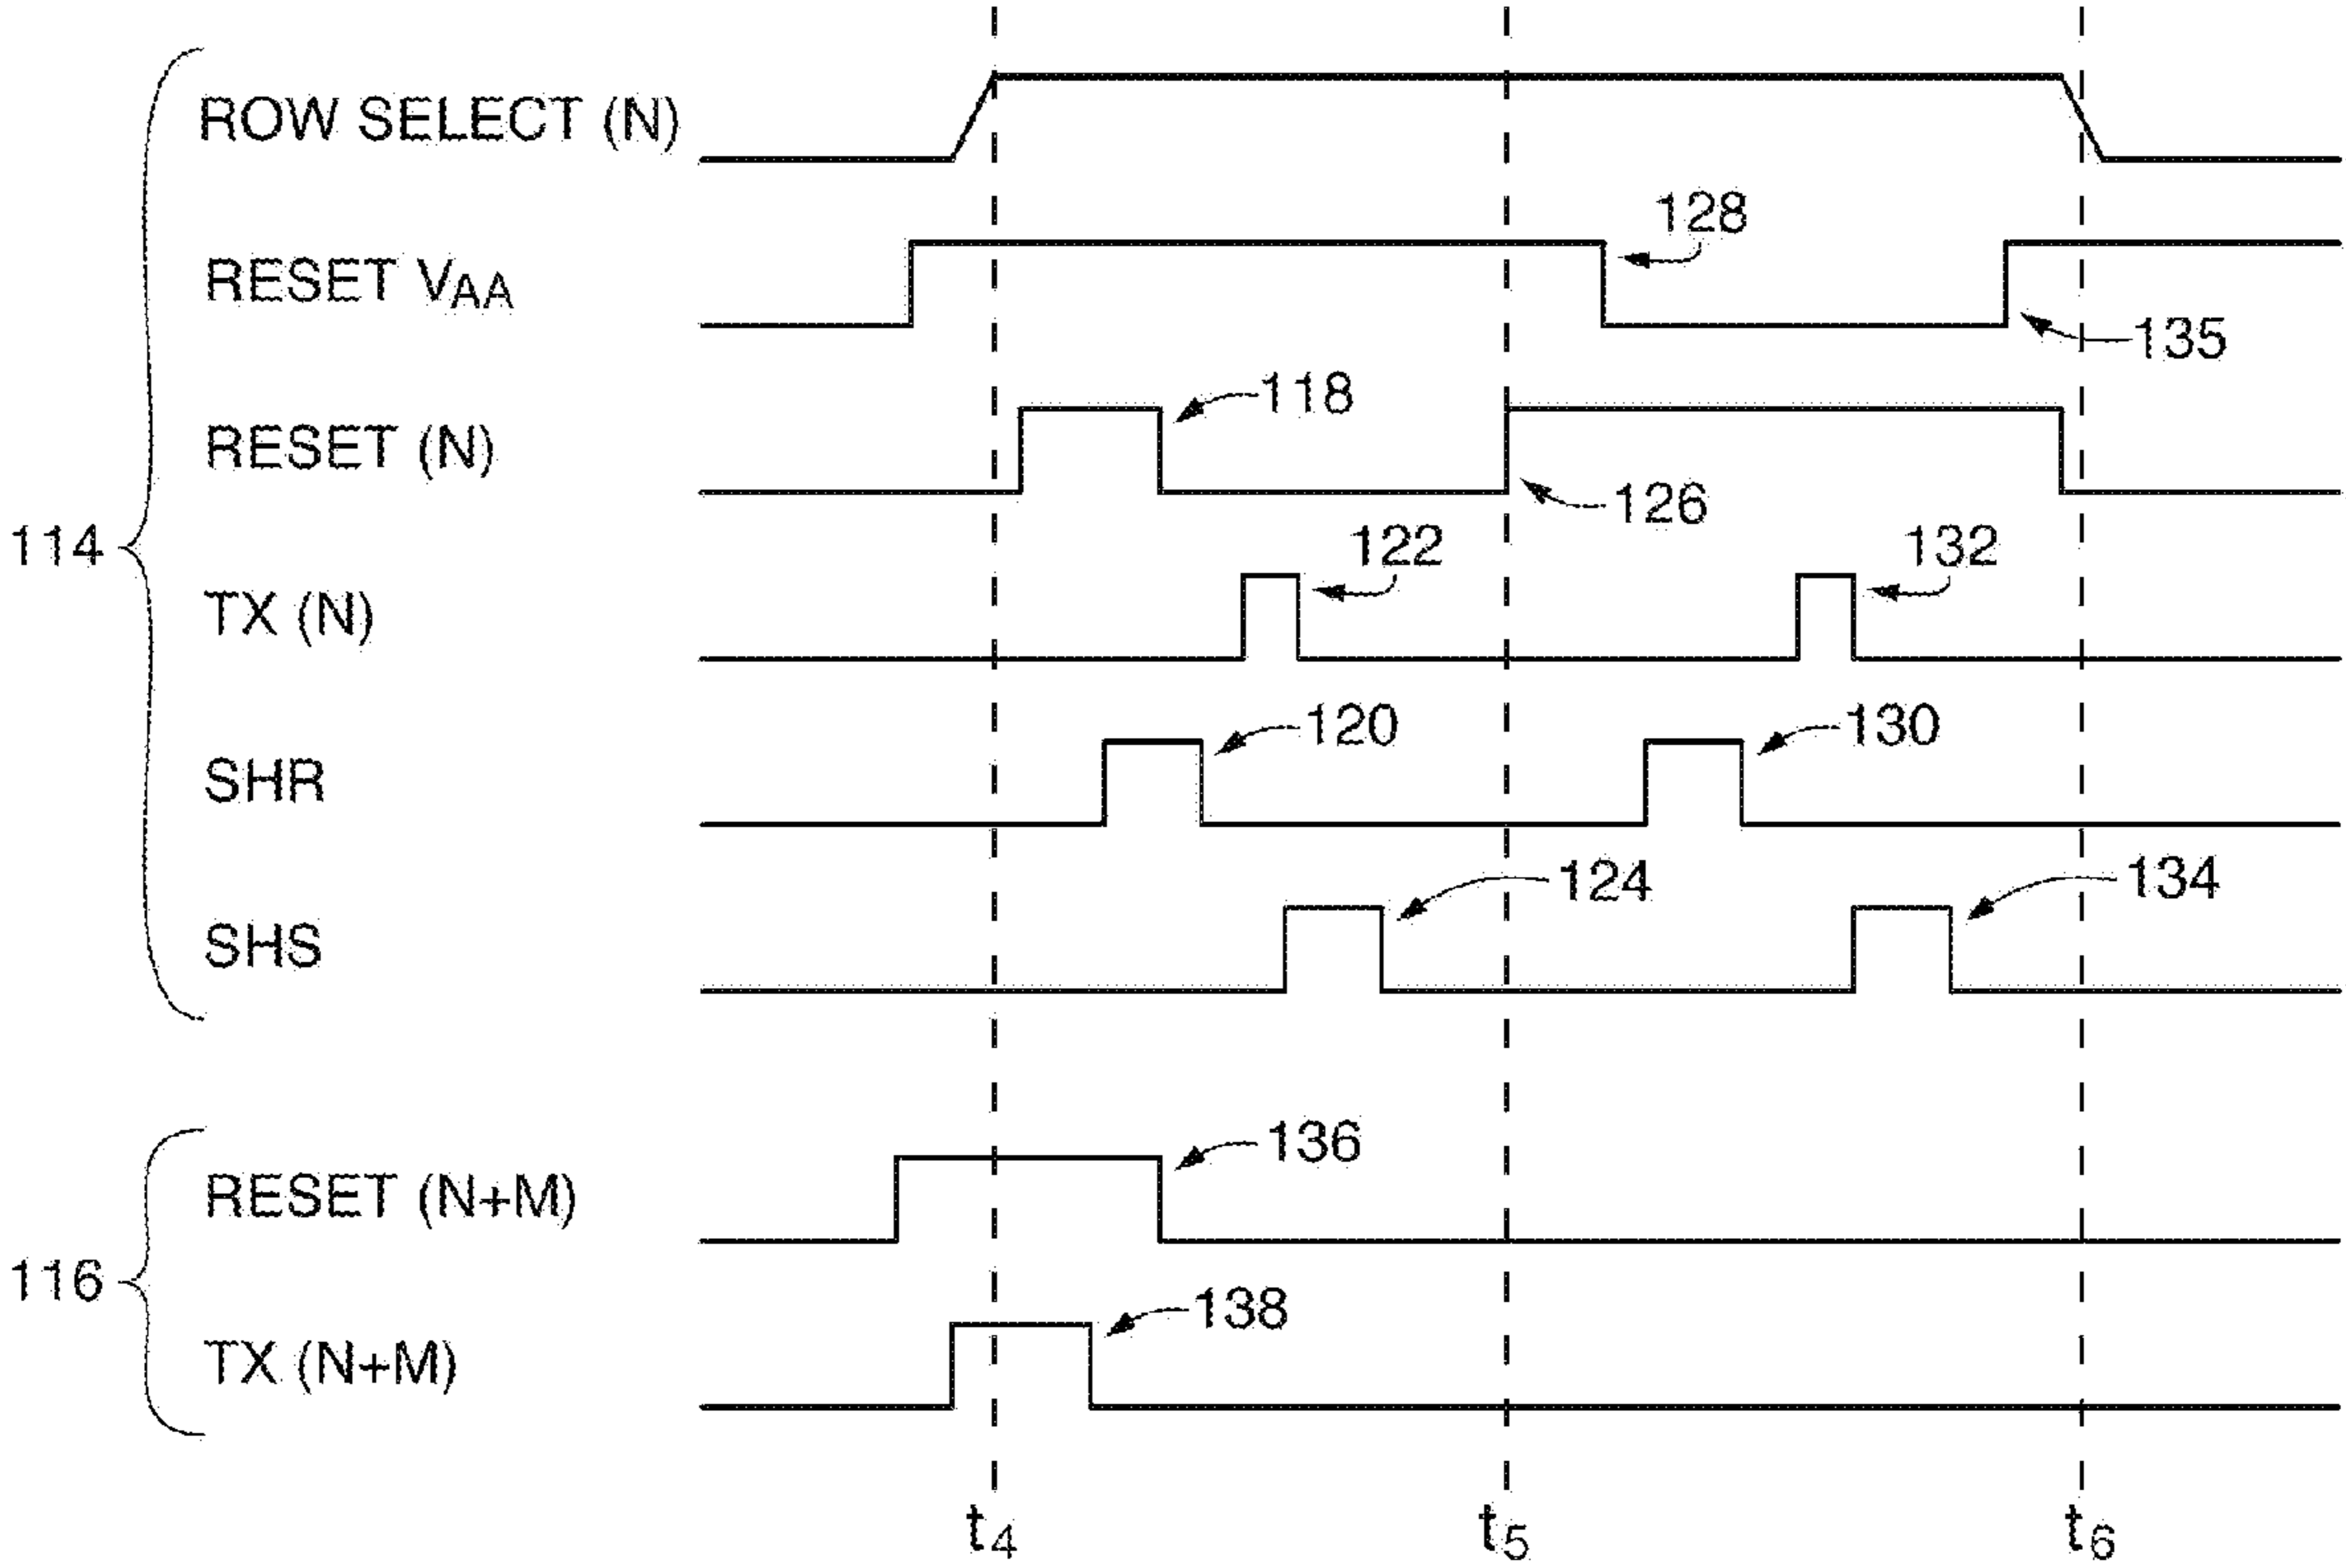 ROW SELECT (N)
128
RESET VAA
135
118
RESET (N)
126
114
122
132
TX (N)
120
130
SHR
124
134
SHS
136
RESET (N+M)
116
138
TX (N+M)
t4
t5
t6